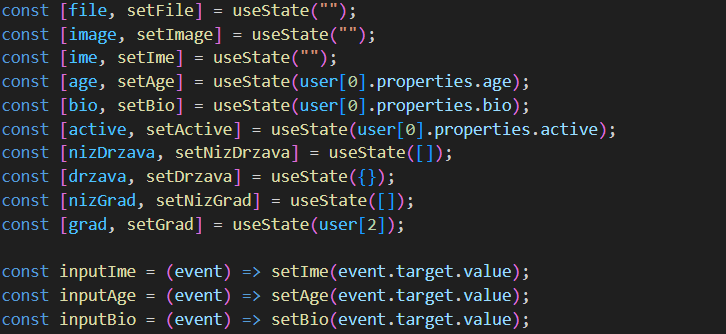 const [file, setFile] = useState("");
const [image, setImage] = useState("");
const [ime, setIme] = useState("");
const [age, setAge] = useState(user[0].properties.age);
const [bio, setBio] = useState(user[0].properties.bio);
const [active, setActive] = useState(user[0].properties.active);
const [nizDrzava, setNizDrzava] = useState([]);
const [drzava, setDrzava] = useState({});
const [nizGrad, setNizGrad] = useState([]);
const [grad, setGrad] = useState(user[2]);
const inputIme = (event) => setIme(event.target.value);
const inputAge = (event) => setAge(event.target.value);
const inputBio = (event) => setBio(event.target.value);